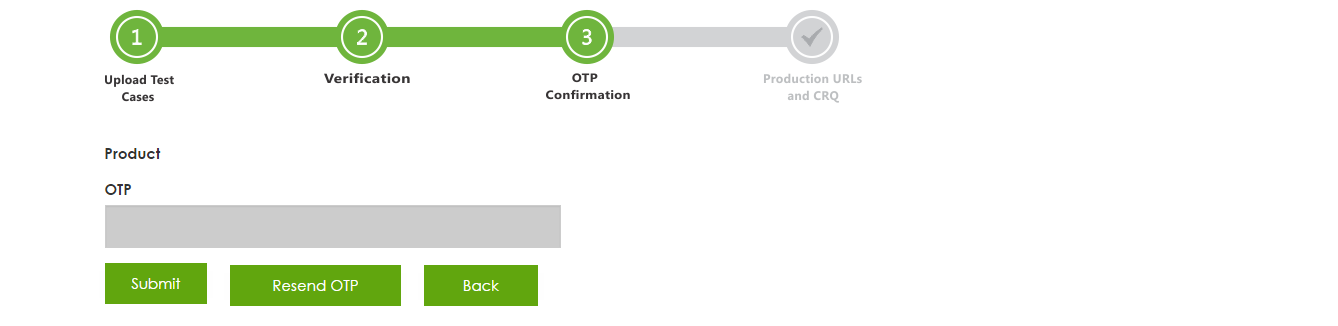 1 2 3
Upload Test
Cases
Verification
OTP
Confirmation
Production URLs
and CRQ
Product
OTP
Submit Resend OTP Back